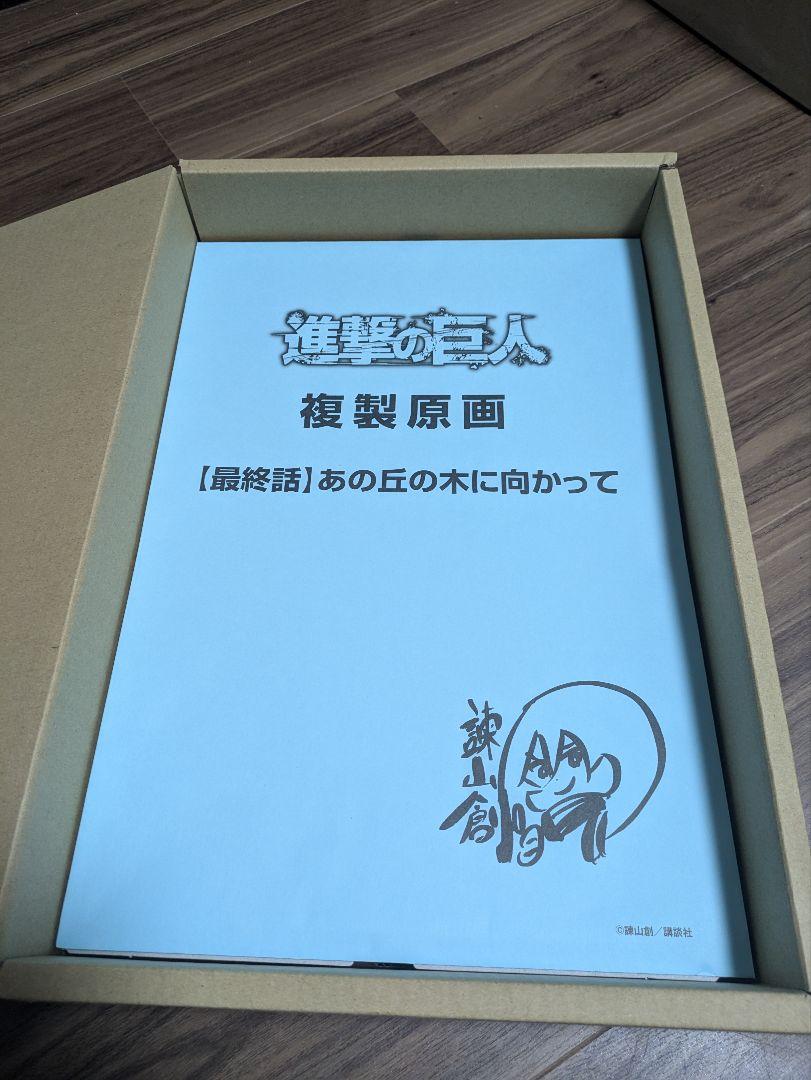 進撃の巨人
複製原画
【最終話】あの丘の木に向かって
諫山創
©諫山創/講談社